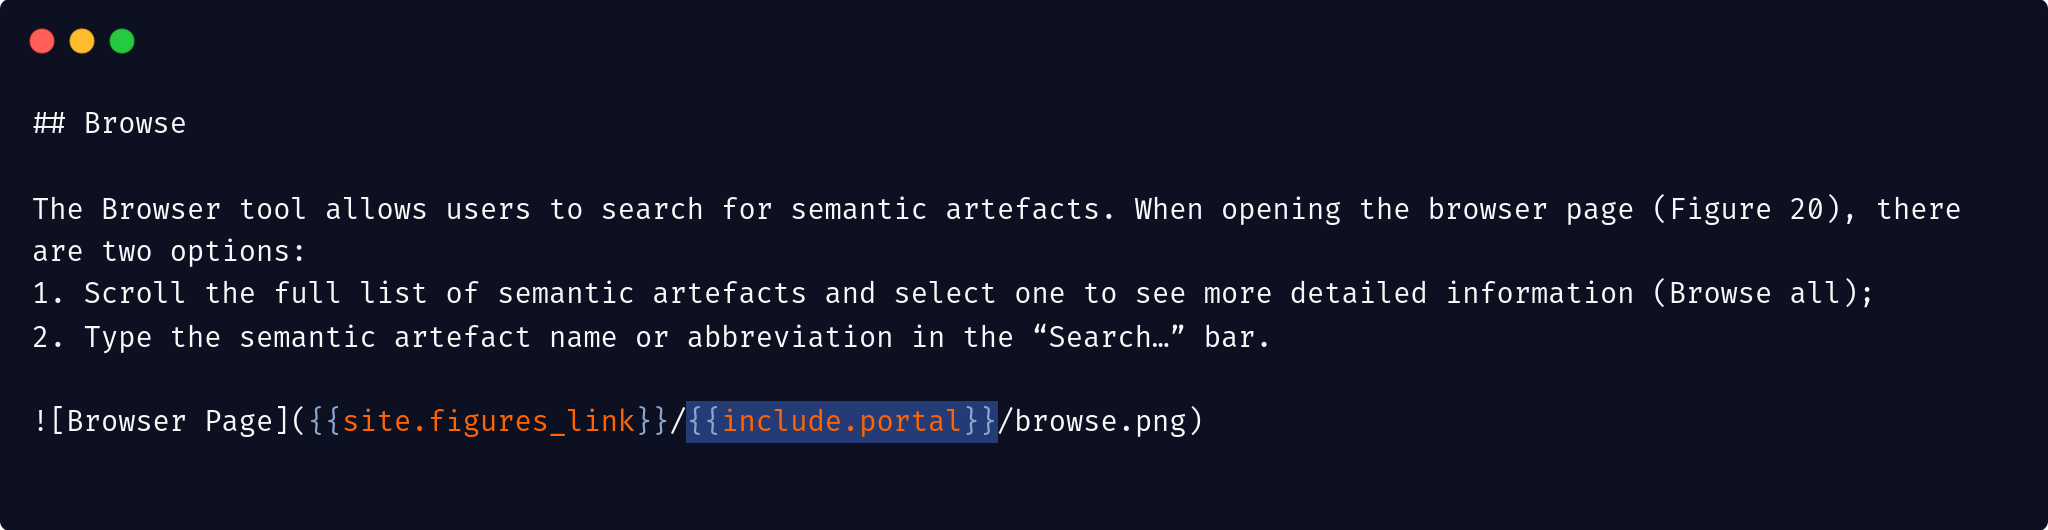 ## Browse
The Browser tool allows users to search for semantic artefacts. When opening the browser page (Figure 20), there
are two options:
1. Scroll the full list of semantic artefacts and select one to see more detailed information (Browse all);
2. Type the semantic artefact name or abbreviation in the “Search…” bar.
![Browser Page]({{site.figures_link}}/{{include.portal}}/browse.png)